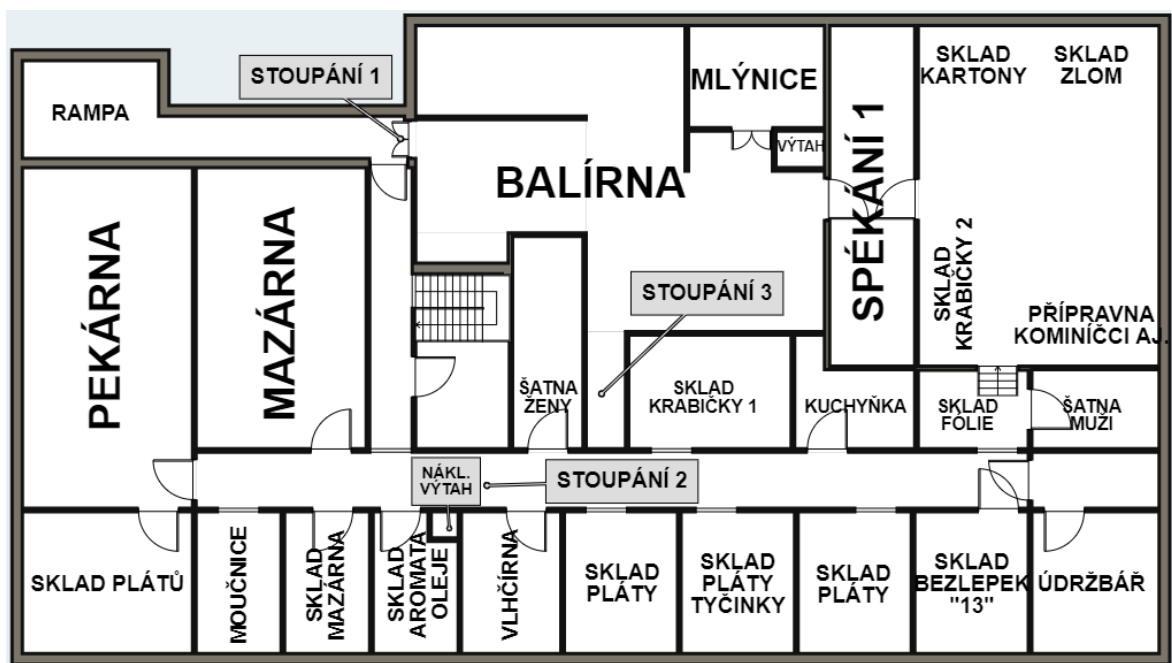 SKLAD
KARTONY
SKLAD
ZLOM
STOUPÁNÍ 1
MLÝNICE
RAMPA
VÝTAH
BALÍRNA
SPÉKÁNÍ 1
PEKÁRNA
MAZÁRNA
SKLAD
KRABIČKY 2
STOUPÁNÍ 3
PŘÍPRAVNA
KOMINÍČCI AJ.
ŠATNA
ŽENY
SKLAD
KRABIČKY 1
KUCHYŇKA
SKLAD
FÓLIE
ŠATNA
MUŽI
NÁKL.
VÝTAH
STOUPÁNÍ 2
SKLAD PLÁTŮ
MOUČNICE
SKLAD
MAZÁRNA
SKLAD
AROMATA
OLEJE
VLHČÍRNA
SKLAD
PLÁTY
SKLAD
PLÁTY
TYČINKY
SKLAD
PLÁTY
SKLAD
BEZLEPEK
"13"
ÚDRŽBÁŘ